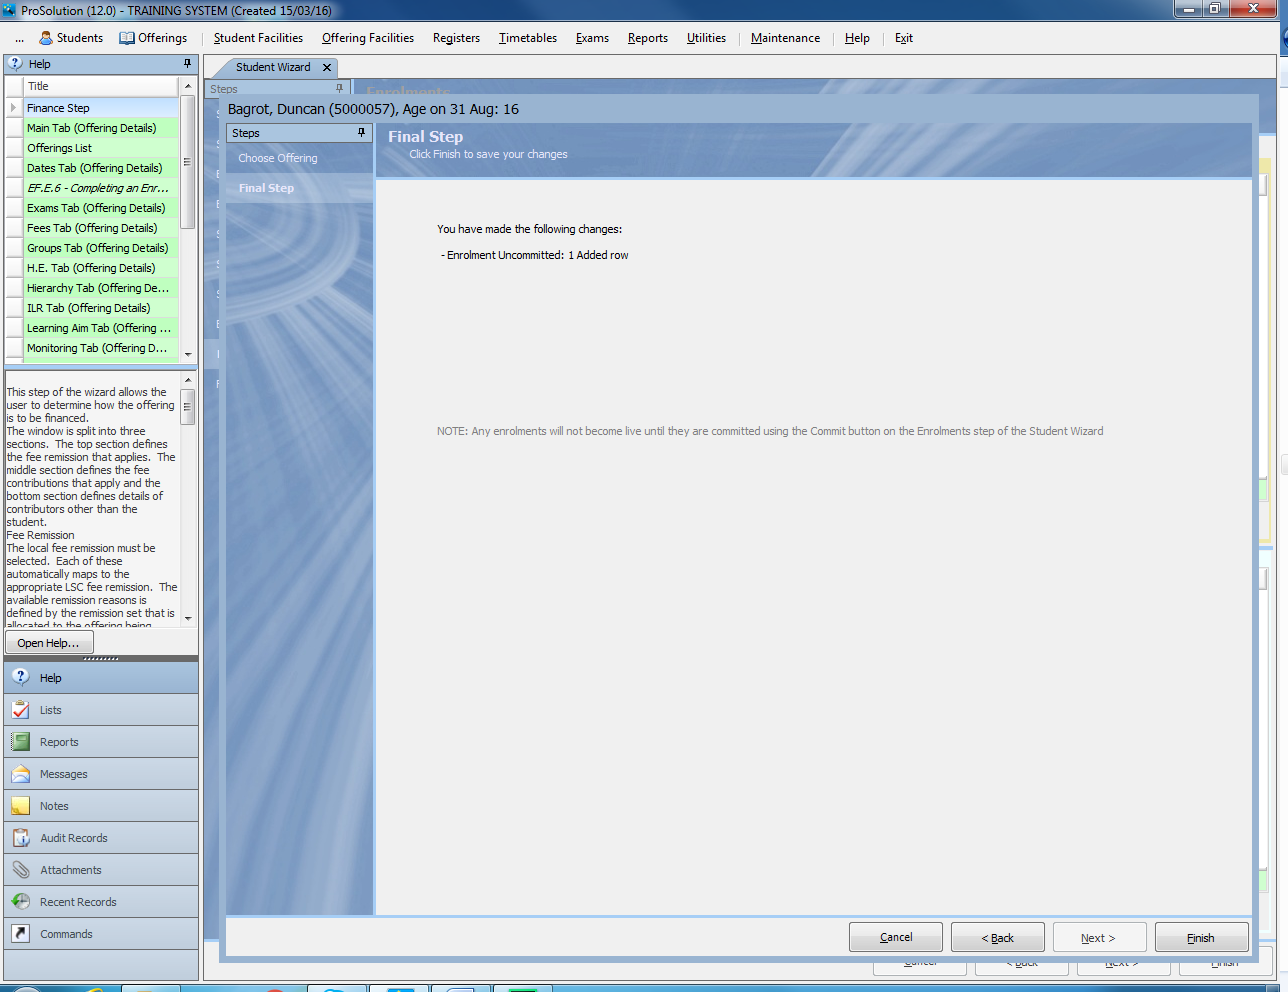 ProSolution (12.0) - TRAINING SYSTEM (Created 15/03/16)
... Students Offerings Student Facilities Offering Facilities Registers Timetables Exams Reports Utilities Maintenance Help Exit
Help
Title
Finance Step
Main Tab (Offering Details)
Offerings List
Dates Tab (Offering Details)
EF.E.6 - Completing an Enr...
Exams Tab (Offering Details)
Fees Tab (Offering Details)
Groups Tab (Offering Details)
H.E. Tab (Offering Details)
Hierarchy Tab (Offering De...
ILR Tab (Offering Details)
Learning Aim Tab (Offering ...
Monitoring Tab (Offering D...
This step of the wizard allows the
user to determine how the offering
is to be financed.
The window is split into three
sections. The top section defines
the fee remission that applies. The
middle section defines the fee
contributions that apply and the
bottom section defines details of
contributors other than the
student.
Fee Remission
The local fee remission must be
selected. Each of these
automatically maps to the
appropriate LSC fee remission. The
available remission reasons is
defined by the remission set that is
allocated to the offering being
Open Help...
Help
Lists
Reports
Messages
Notes
Audit Records
Attachments
Recent Records
Commands
Student Wizard
Steps
Enrolments
Bagrot, Duncan (5000057), Age on 31 Aug: 16
Steps
Choose Offering
Final Step
Final Step
Click Finish to save your changes
You have made the following changes:
- Enrolment Uncommitted: 1 Added row
NOTE: Any enrolments will not become live until they are committed using the Commit button on the Enrolments step of the Student Wizard
Cancel < Back Next > Finish
Cancel < Back Next > Finish